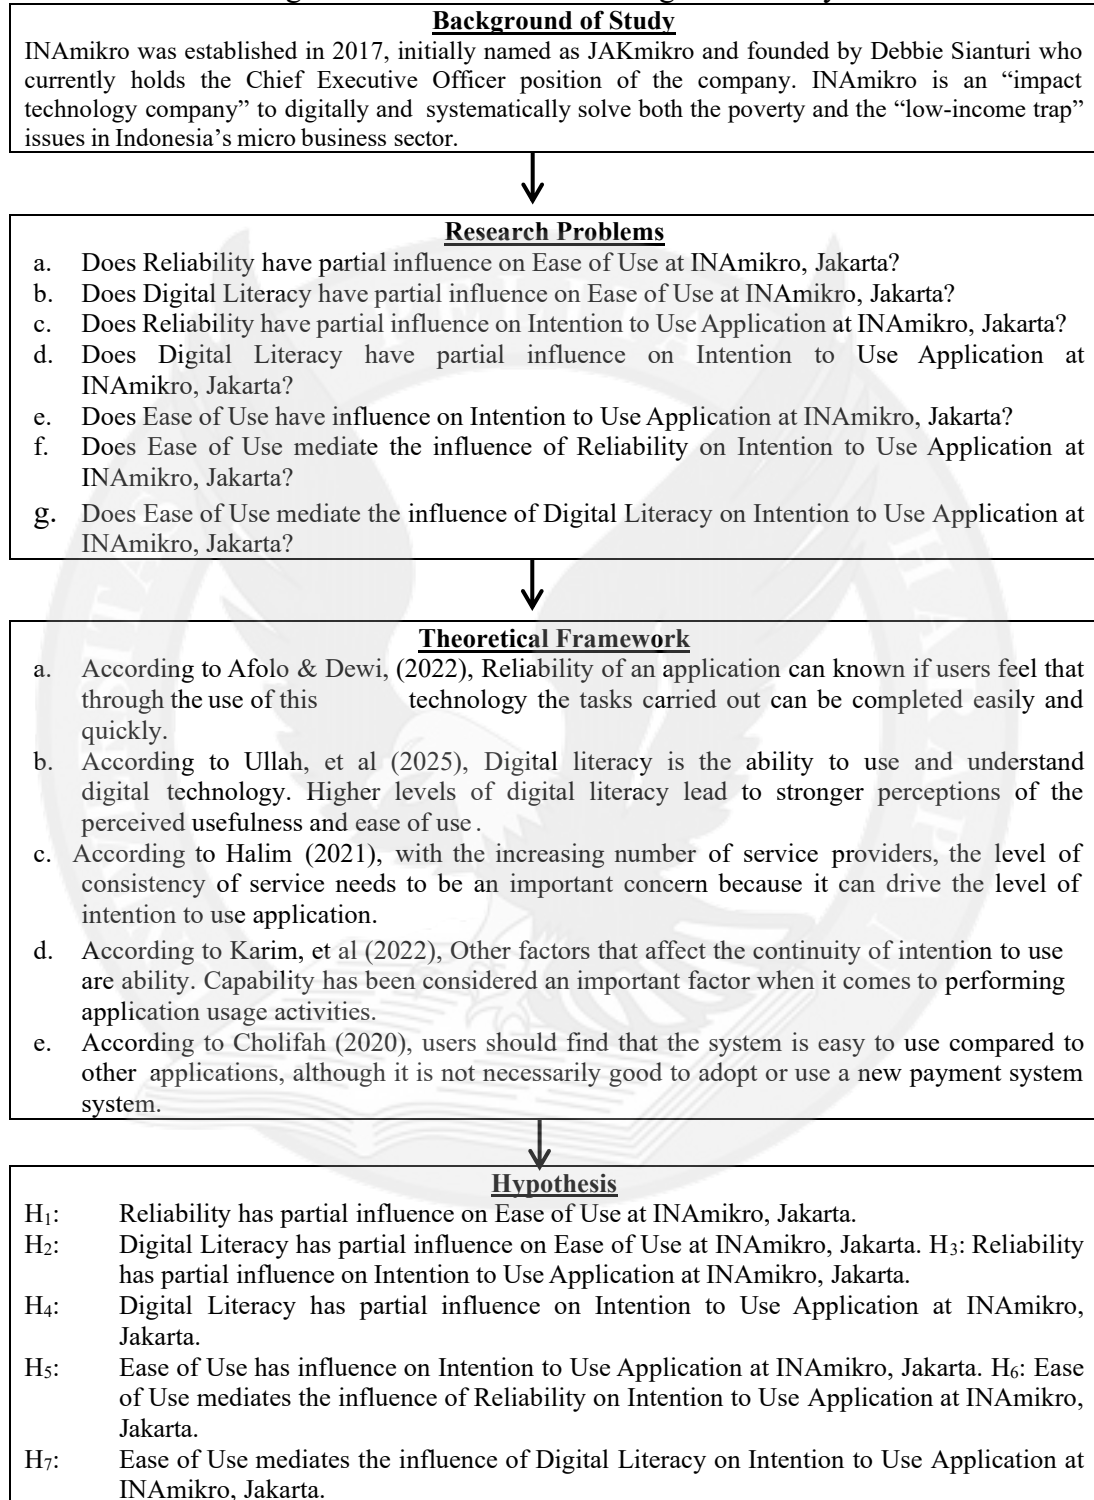 Background of Study
INAmikro was established in 2017, initially named as JAKmikro and founded by Debbie Sianturi who
currently holds the Chief Executive Officer position of the company. INAmikro is an “impact
technology company” to digitally and systematically solve both the poverty and the “low-income trap”
issues in Indonesia’s micro business sector.
Research Problems
a. Does Reliability have partial influence on Ease of Use at INAmikro, Jakarta?
b. Does Digital Literacy have partial influence on Ease of Use at INAmikro, Jakarta?
c. Does Reliability have partial influence on Intention to Use Application at INAmikro, Jakarta?
d. Does Digital Literacy have partial influence on Intention to Use Application at
INAmikro, Jakarta?
e. Does Ease of Use have influence on Intention to Use Application at INAmikro, Jakarta?
f. Does Ease of Use mediate the influence of Reliability on Intention to Use Application at
INAmikro, Jakarta?
g. Does Ease of Use mediate the influence of Digital Literacy on Intention to Use Application at
INAmikro, Jakarta?
Theoretical Framework
a. According to Afolo & Dewi, (2022), Reliability of an application can known if users feel that
through the use of this technology the tasks carried out can be completed easily and
quickly.
b. According to Ullah, et al (2025), Digital literacy is the ability to use and understand
digital technology. Higher levels of digital literacy lead to stronger perceptions of the
perceived usefulness and ease of use .
c. According to Halim (2021), with the increasing number of service providers, the level of
consistency of service needs to be an important concern because it can drive the level of
intention to use application.
d. According to Karim, et al (2022), Other factors that affect the continuity of intention to use
are ability. Capability has been considered an important factor when it comes to performing
application usage activities.
e. According to Cholifah (2020), users should find that the system is easy to use compared to
other applications, although it is not necessarily good to adopt or use a new payment system
system.
Hypothesis
H1: Reliability has partial influence on Ease of Use at INAmikro, Jakarta.
H2: Digital Literacy has partial influence on Ease of Use at INAmikro, Jakarta. H3: Reliability
has partial influence on Intention to Use Application at INAmikro, Jakarta.
H4: Digital Literacy has partial influence on Intention to Use Application at INAmikro,
Jakarta.
H5: Ease of Use has influence on Intention to Use Application at INAmikro, Jakarta. H6: Ease
of Use mediates the influence of Reliability on Intention to Use Application at INAmikro,
Jakarta.
H7: Ease of Use mediates the influence of Digital Literacy on Intention to Use Application at
INAmikro, Jakarta.